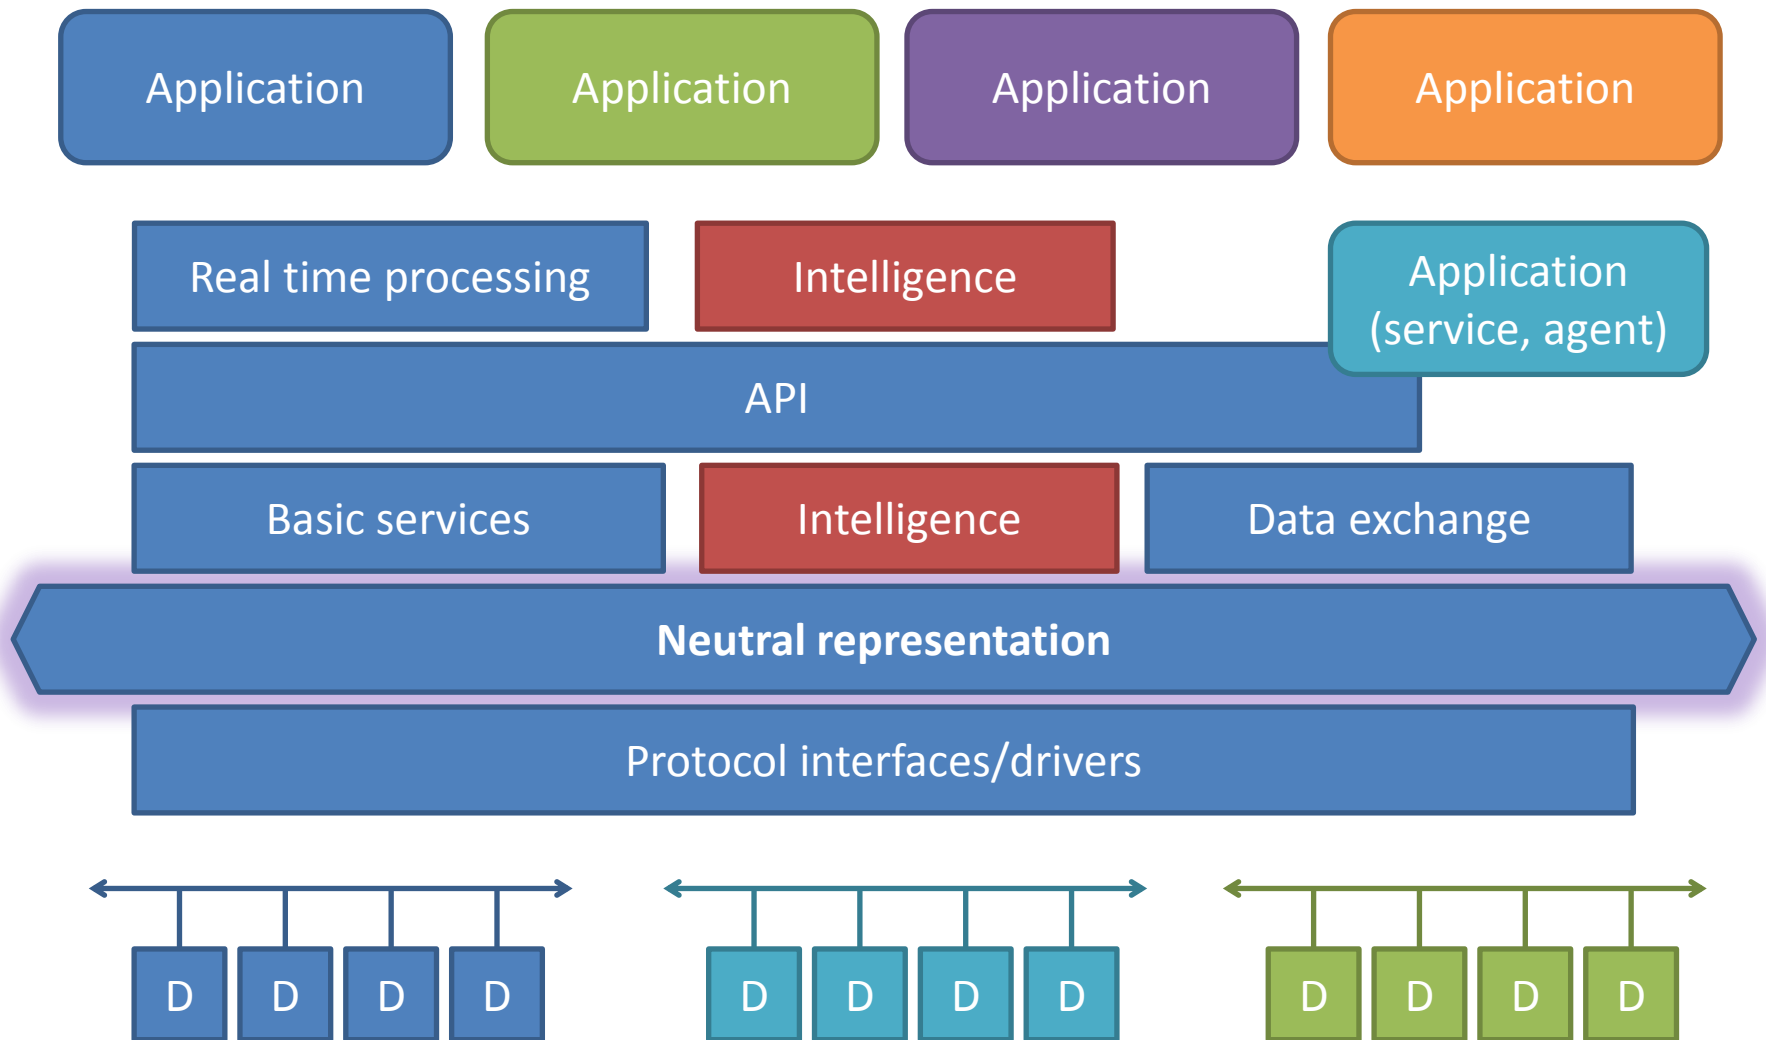 Application
Application
Application
Application
Real time processing
Intelligence
Application
(service, agent)
API
Basic services
Intelligence
Data exchange
Neutral representation
Protocol interfaces/drivers
D D D D
D D D D
D D D D